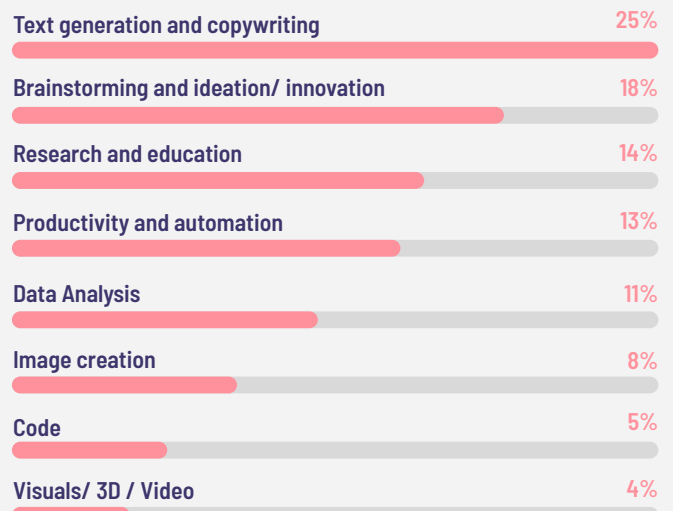 Text generation and copywriting 25%
Brainstorming and ideation/ innovation 18%
Research and education 14%
Productivity and automation 13%
Data Analysis 11%
Image creation 8%
Code 5%
Visuals/ 3D / Video 4%